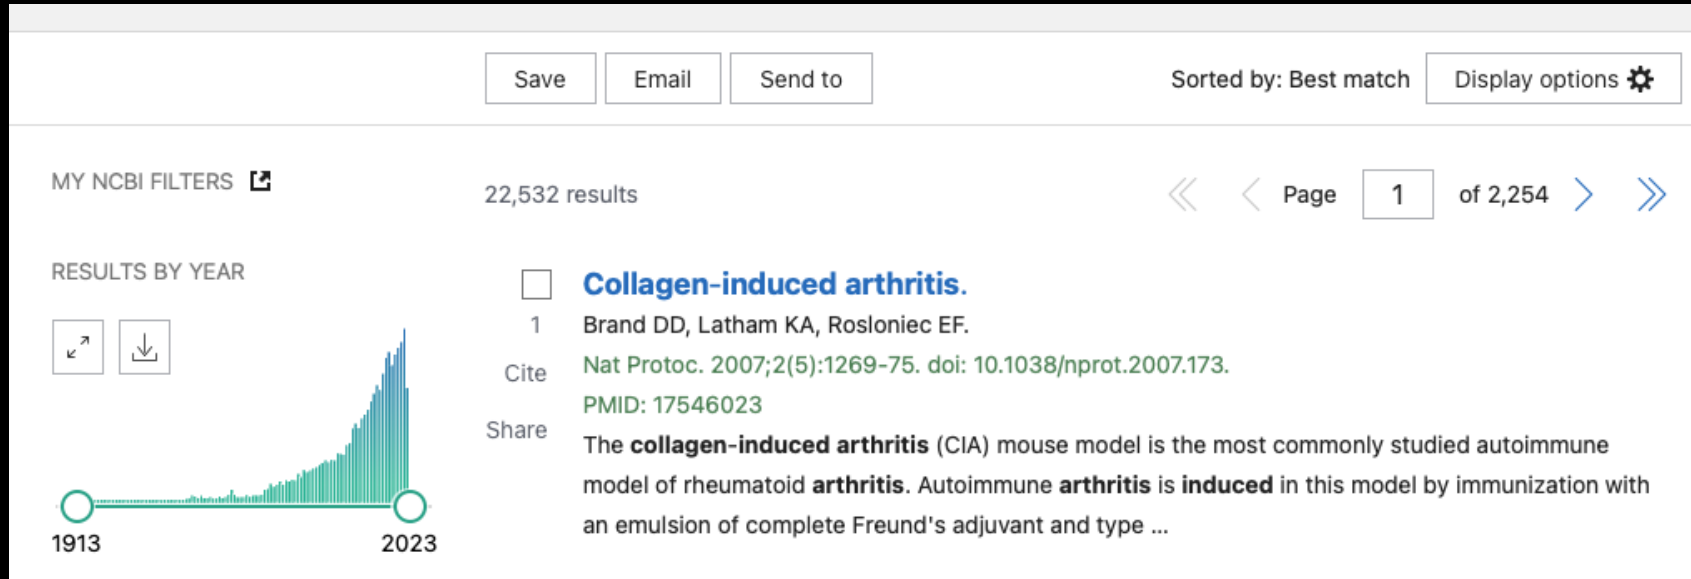 Save Email Send to Sorted by: Best match Display options
MY NCBI FILTERS
22,532 results Page 1 of 2,254
RESULTS BY YEAR
1913 2023
Collagen-induced arthritis.
1
Brand DD, Latham KA, Rosloniec EF.
Cite
Nat Protoc. 2007;2(5):1269-75. doi: 10.1038/nprot.2007.173.
PMID: 17546023
Share
The collagen-induced arthritis (CIA) mouse model is the most commonly studied autoimmune
model of rheumatoid arthritis. Autoimmune arthritis is induced in this model by immunization with
an emulsion of complete Freund's adjuvant and type ...